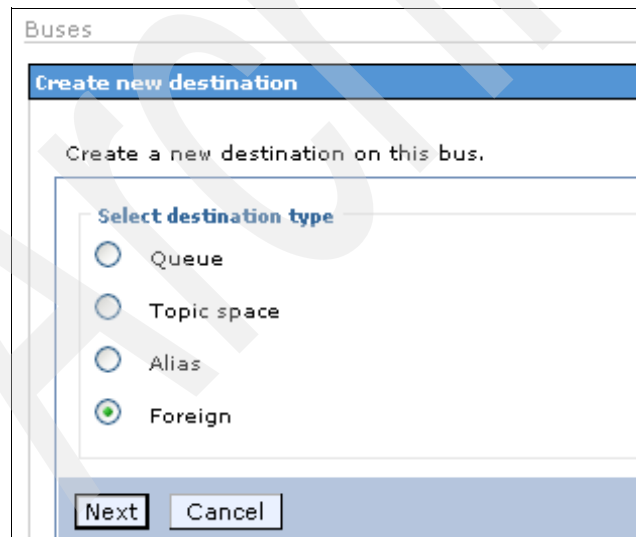 Buses
Create new destination
Create a new destination on this bus.
Select destination type
Queue
Topic space
Alias
Foreign
Next Cancel